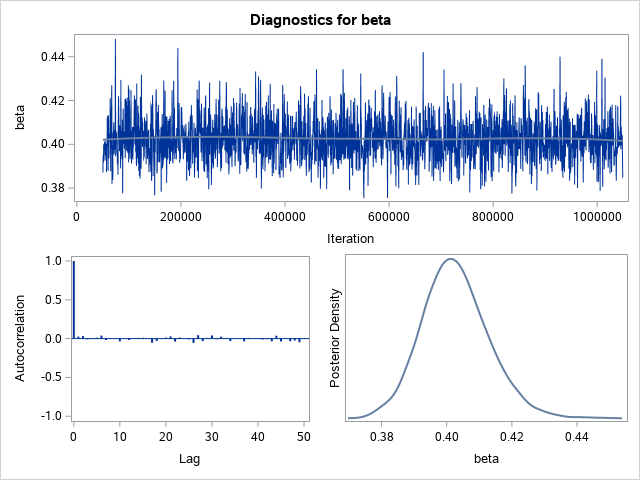 Diagnostics for beta
beta
0.44
0.42
0.40
0.38
0 200000 400000 600000 800000 1000000
Iteration
Autocorrelation
1.0
0.5
0.0
-0.5
-1.0
0 10 20 30 40 50
Lag
Posterior Density
0.38 0.40 0.42 0.44
beta